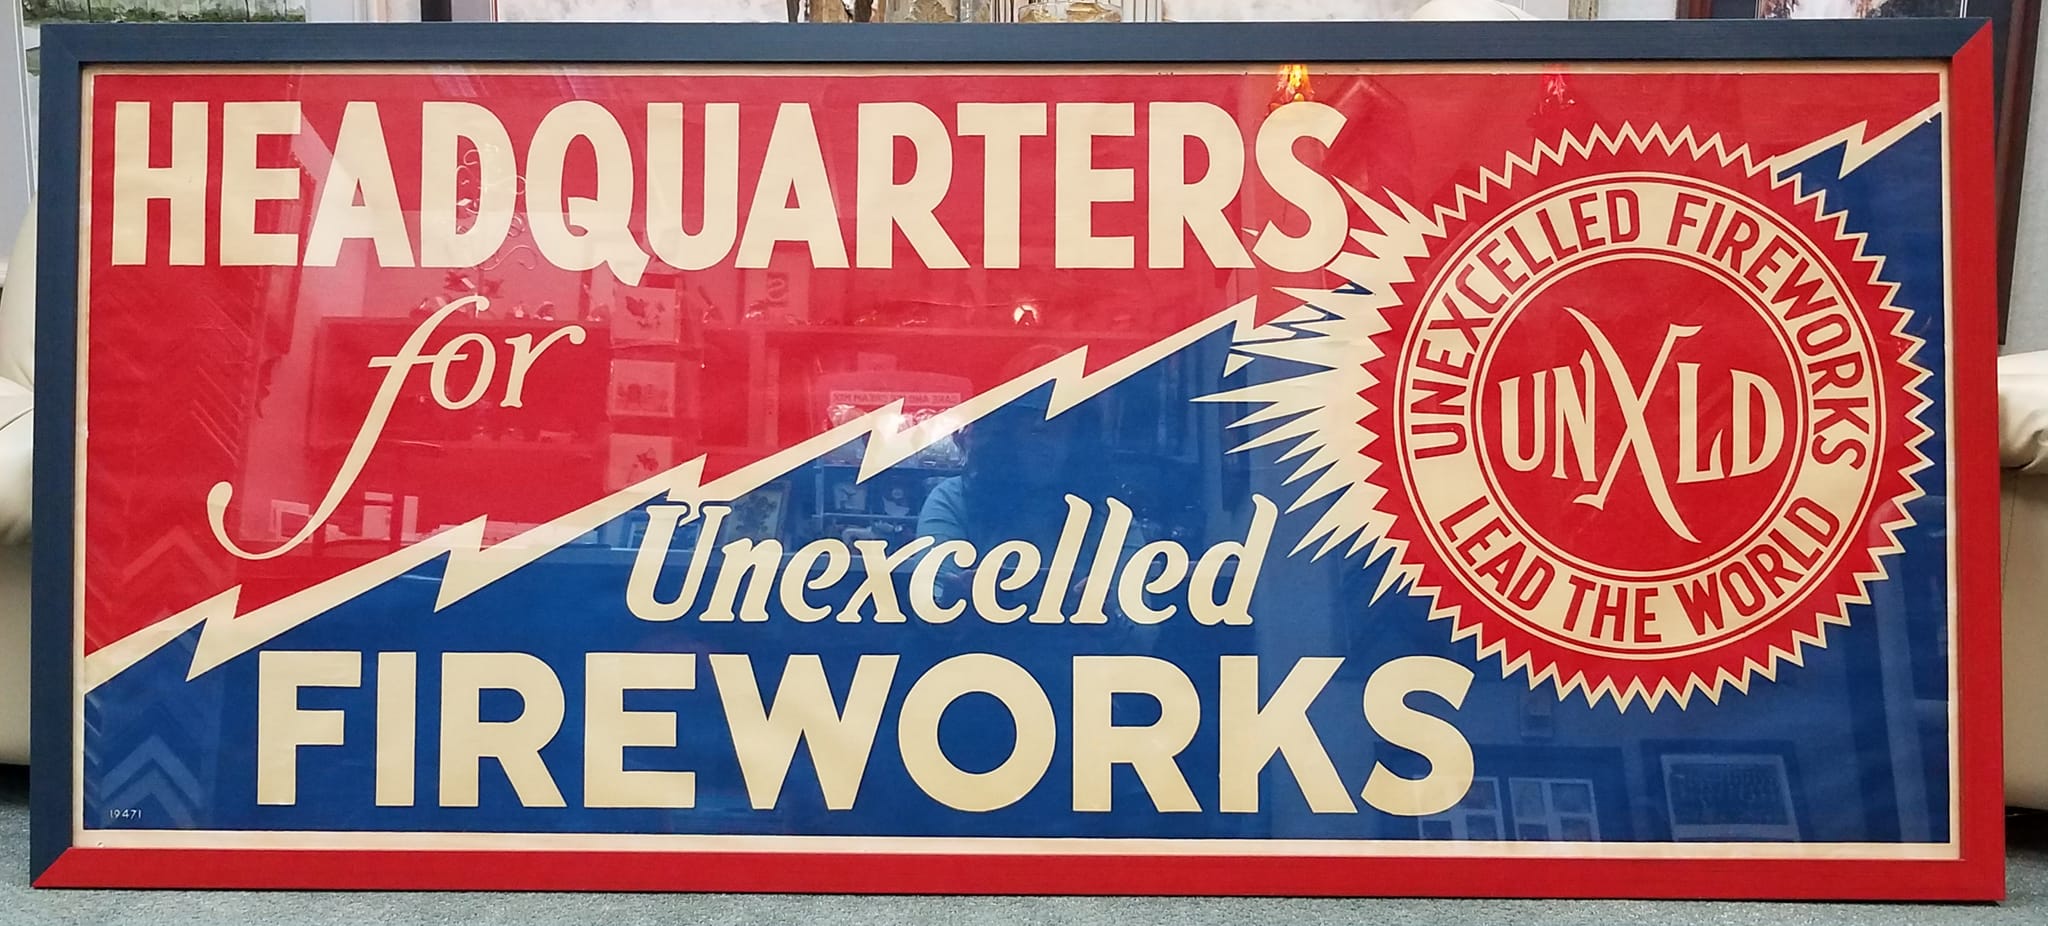 HEADQUARTERS
for
Unexcelled
FIREWORKS
UNEXCELLED FIREWORKS
LEAD THE WORLD
UNXLD
19471